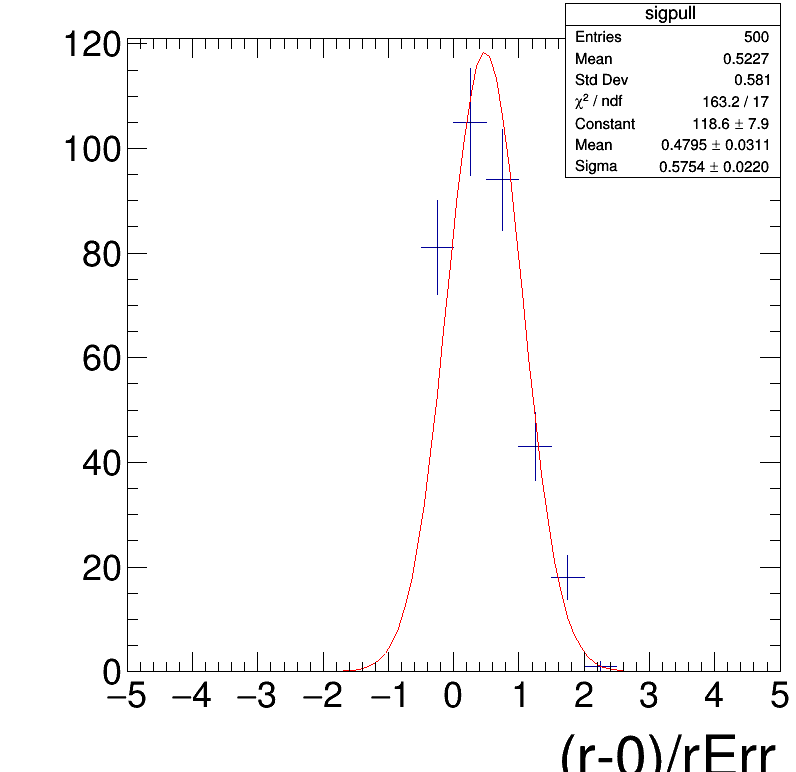 sigpull
Entries 500
Mean 0.5227
Std Dev 0.581
χ² / ndf 163.2 / 17
Constant 118.6 ± 7.9
Mean 0.4795 ± 0.0311
Sigma 0.5754 ± 0.0220
120
100
80
60
40
20
0
−5 −4 −3 −2 −1 0 1 2 3 4 5
(r-0)/rErr